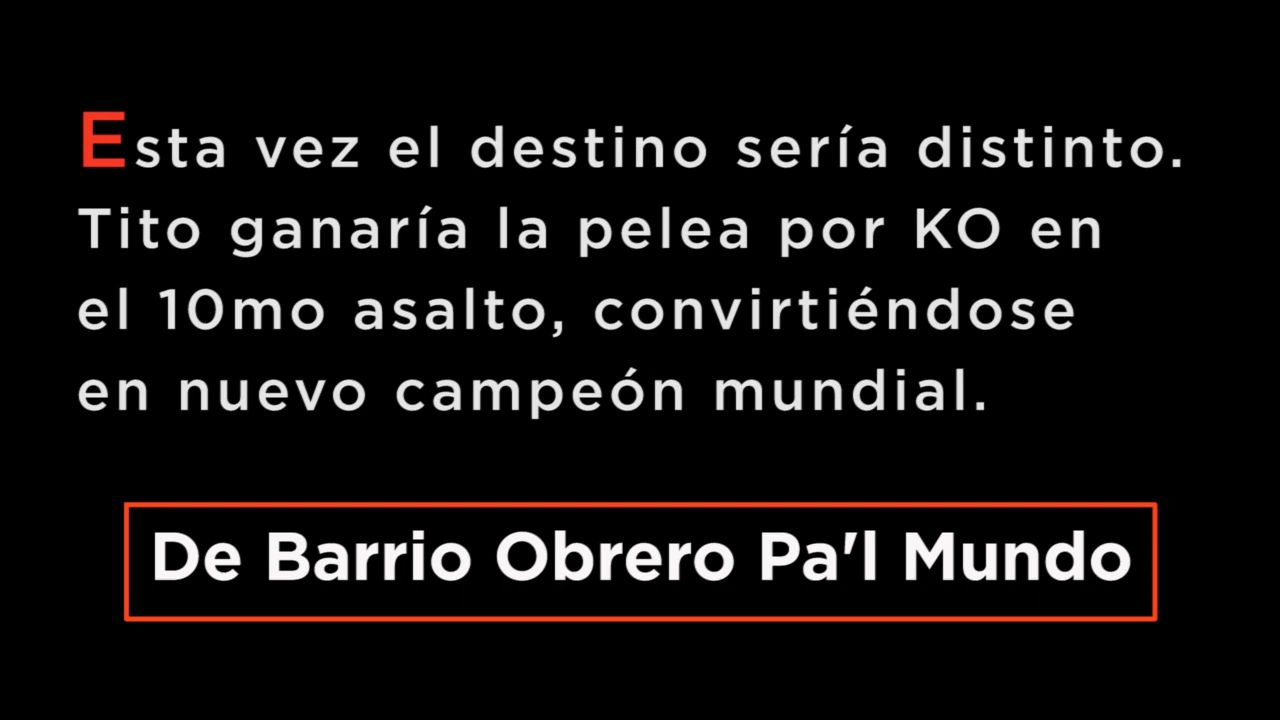 Esta vez el destino sería distinto.
Tito ganaría la pelea por KO en
el 10mo asalto, convirtiéndose
en nuevo campeón mundial.
De Barrio Obrero Pa'l Mundo